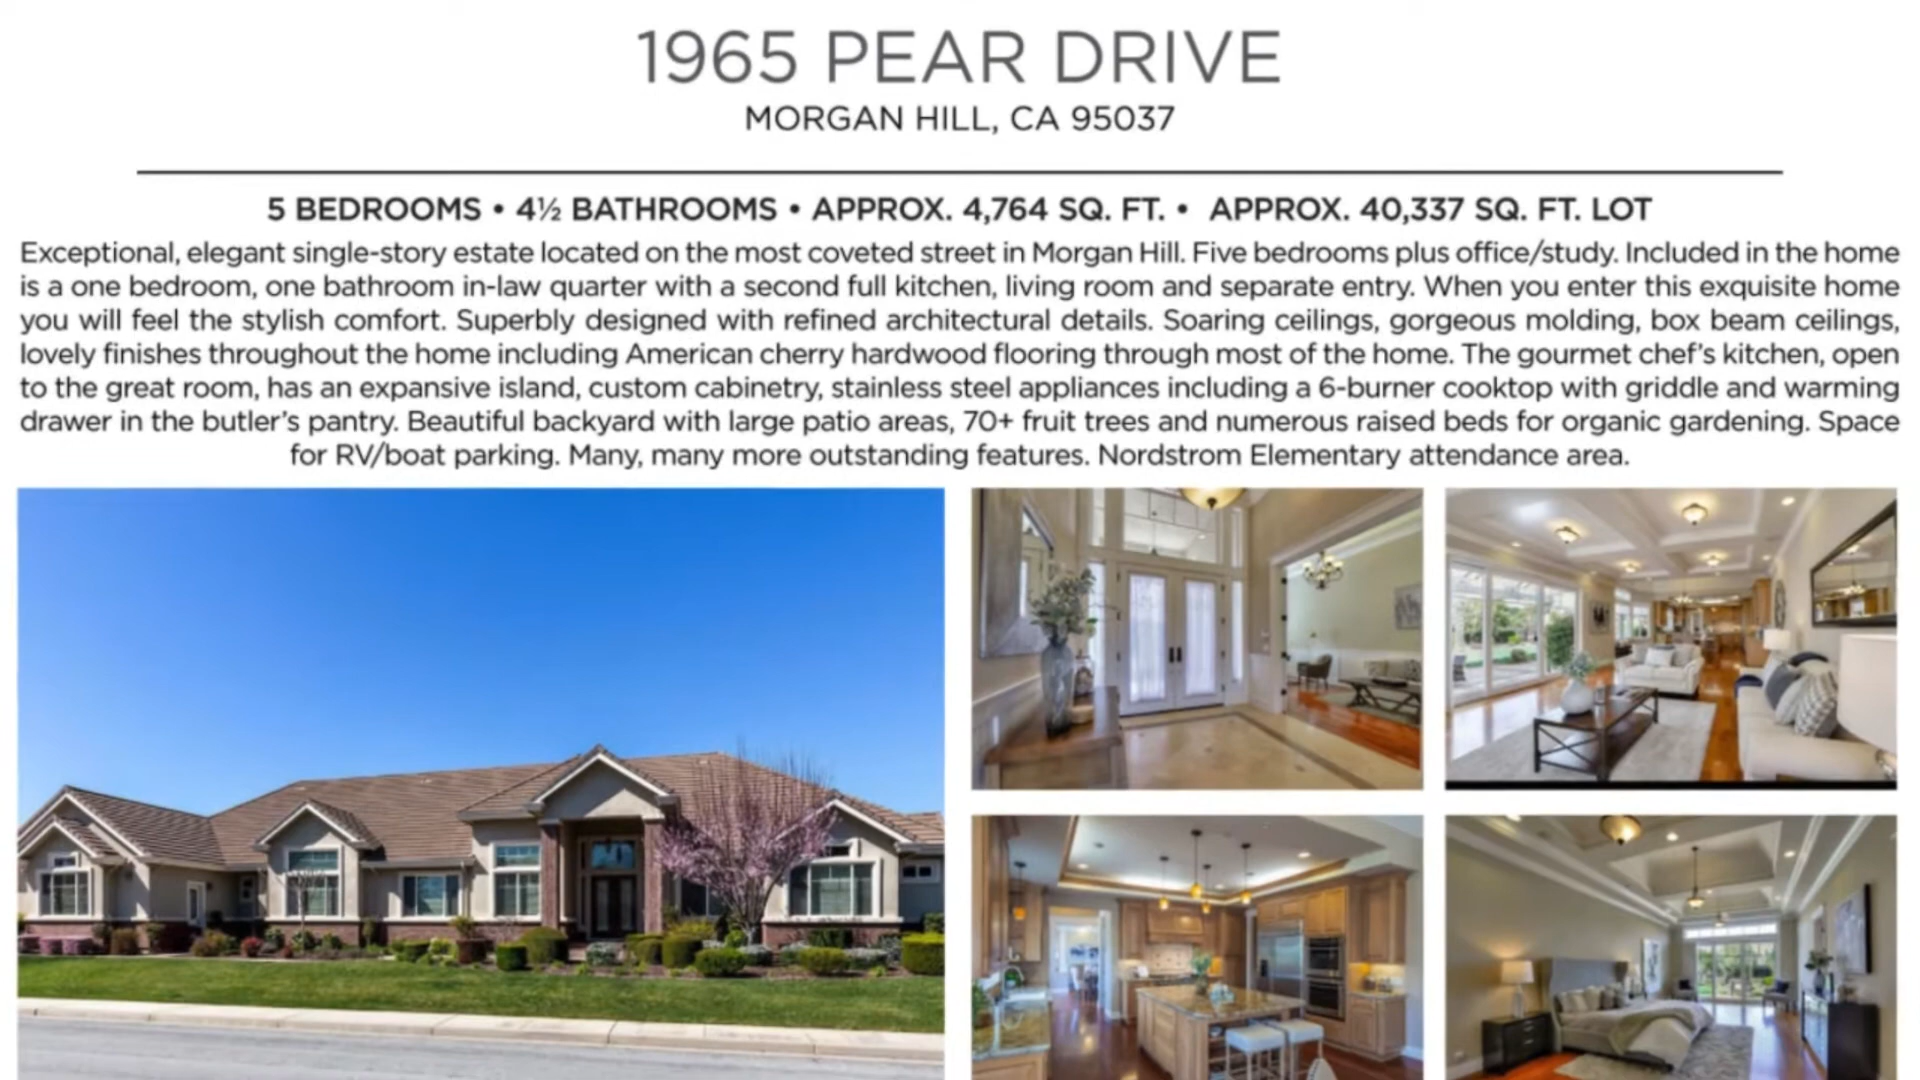 1965 PEAR DRIVE
MORGAN HILL, CA 95037
5 BEDROOMS • 4½ BATHROOMS • APPROX. 4,764 SQ. FT. • APPROX. 40,337 SQ. FT. LOT
Exceptional, elegant single-story estate located on the most coveted street in Morgan Hill. Five bedrooms plus office/study. Included in the home
is a one bedroom, one bathroom in-law quarter with a second full kitchen, living room and separate entry. When you enter this exquisite home
you will feel the stylish comfort. Superbly designed with refined architectural details. Soaring ceilings, gorgeous molding, box beam ceilings,
lovely finishes throughout the home including American cherry hardwood flooring through most of the home. The gourmet chef's kitchen, open
to the great room, has an expansive island, custom cabinetry, stainless steel appliances including a 6-burner cooktop with griddle and warming
drawer in the butler's pantry. Beautiful backyard with large patio areas, 70+ fruit trees and numerous raised beds for organic gardening. Space
for RV/boat parking. Many, many more outstanding features. Nordstrom Elementary attendance area.